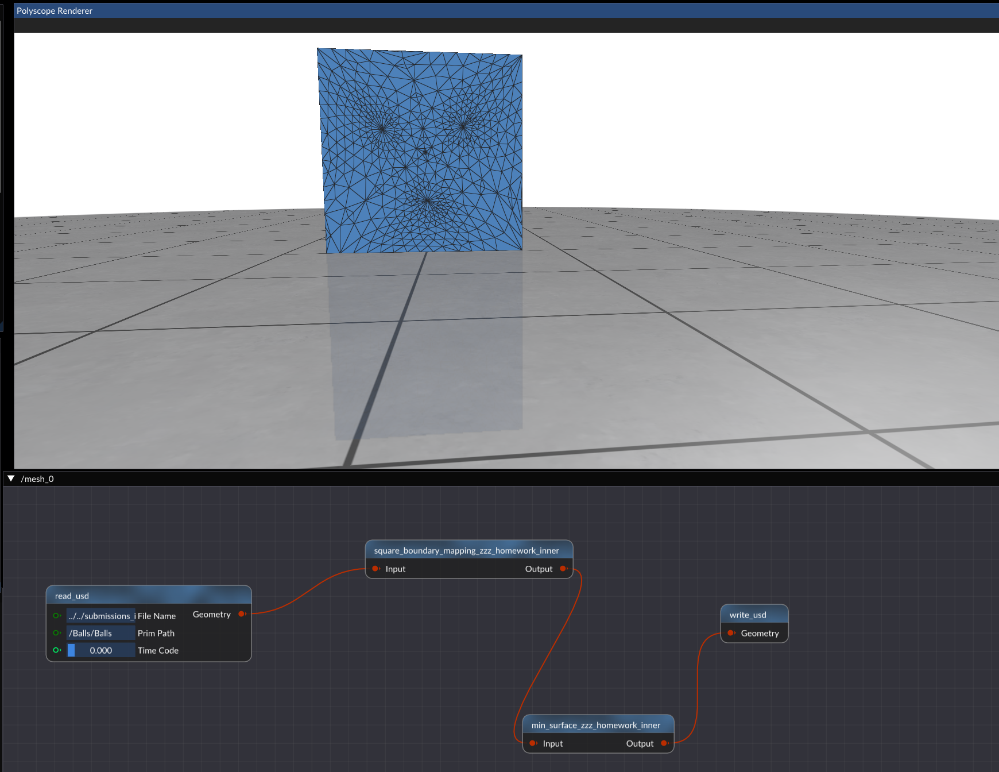 Polyscope Renderer
/mesh_0
square_boundary_mapping_zzz_homework_inner
Input Output
read_usd
../../submissions_i File Name Geometry
/Balls/Balls Prim Path
0.000 Time Code
write_usd
Geometry
min_surface_zzz_homework_inner
Input Output